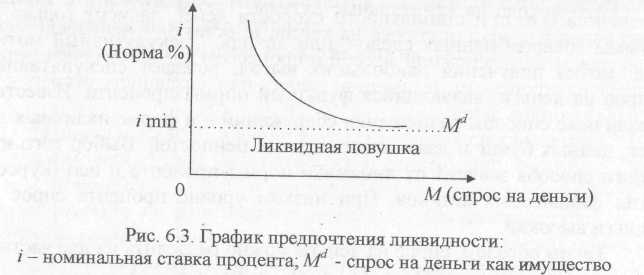 i
(Норма %)
i min
M^d
Ликвидная ловушка
0
M (спрос на деньги)
Рис. 6.3. График предпочтения ликвидности:
i – номинальная ставка процента; M^d - спрос на деньги как имущество